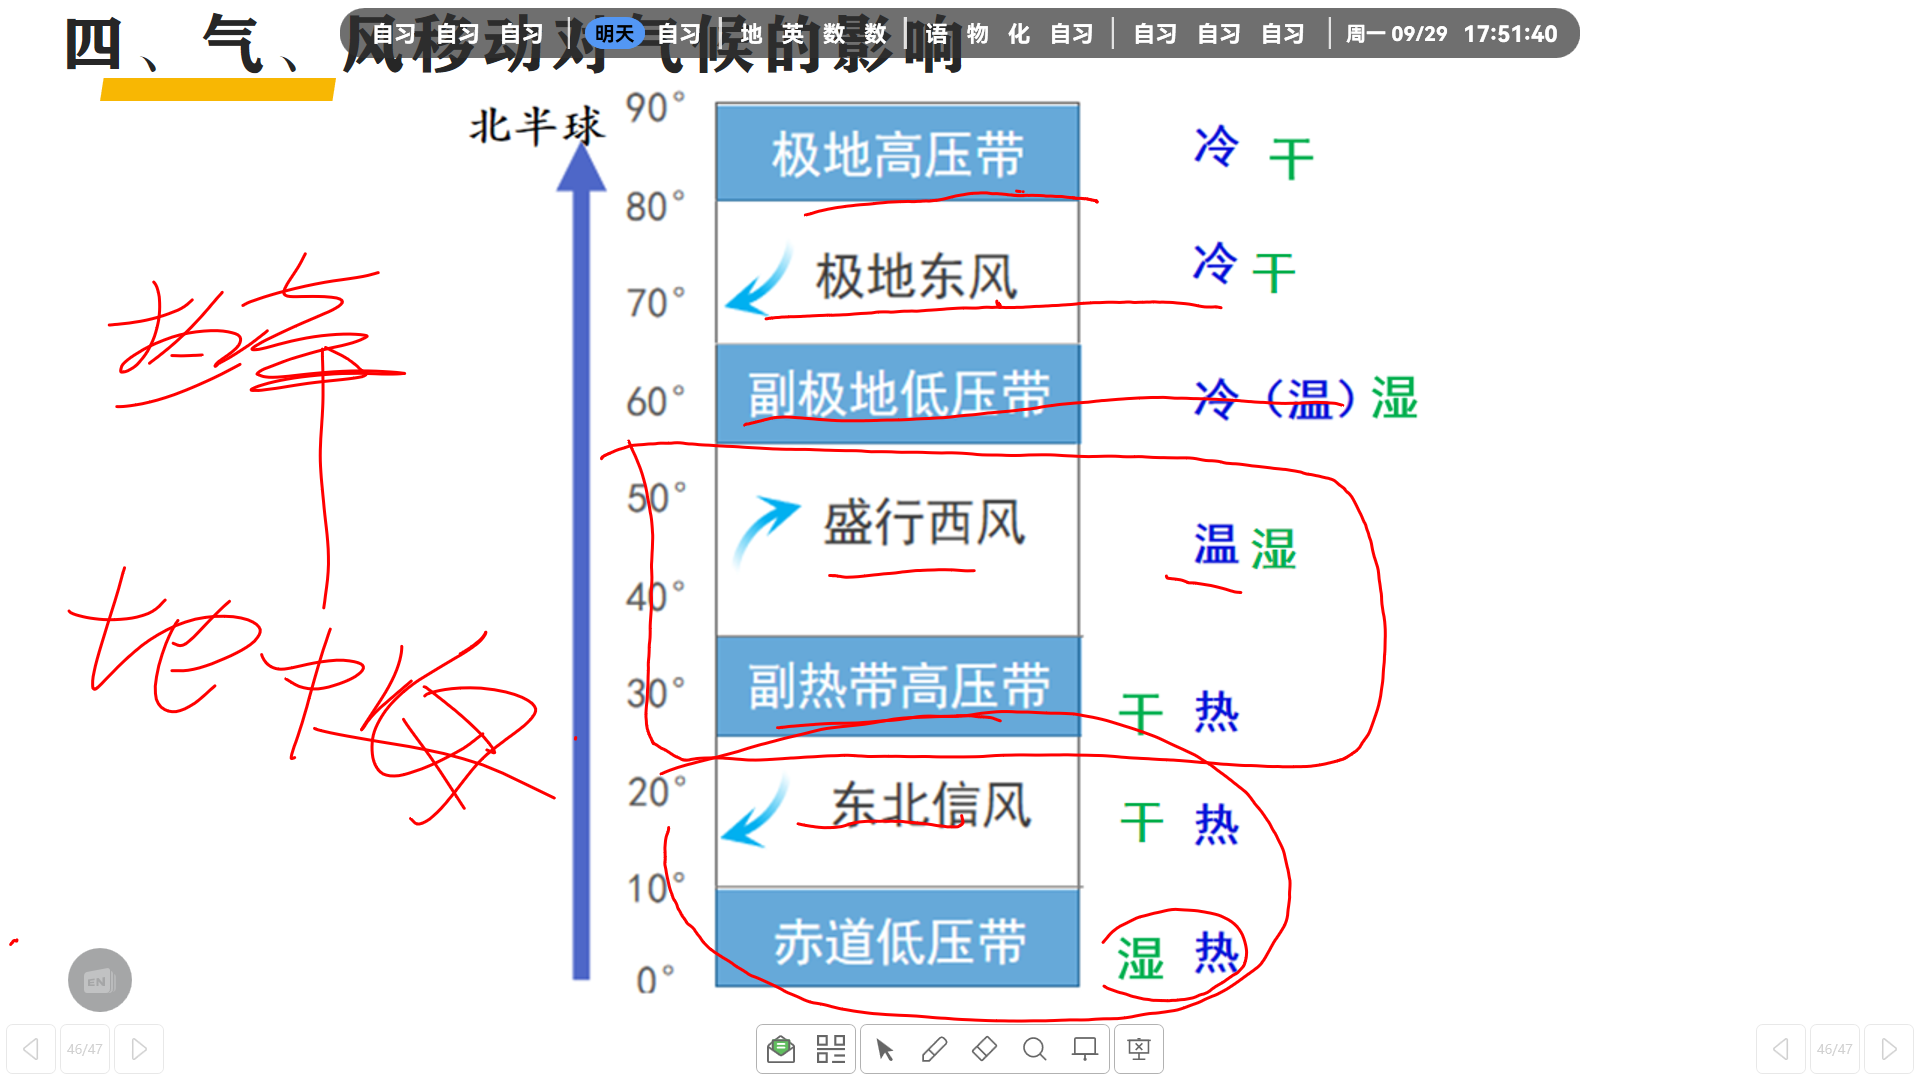 自习 自习 自习 | 明天 自习 | 地 英 数 数 | 语 物 化 自习 | 自习 自习 自习 | 周一 09/29 17:51:40
四、气、风移动对气候的影响
北半球
90°
极地高压带 冷 干
80°
极地东风 冷 干
70°
副极地低压带 冷（温）湿
60°
50°
盛行西风 温 湿
40°
副热带高压带 干 热
30°
地中海
20°
东北信风 干 热
10°
赤道低压带 湿 热
0°
EN
46/47
46/47